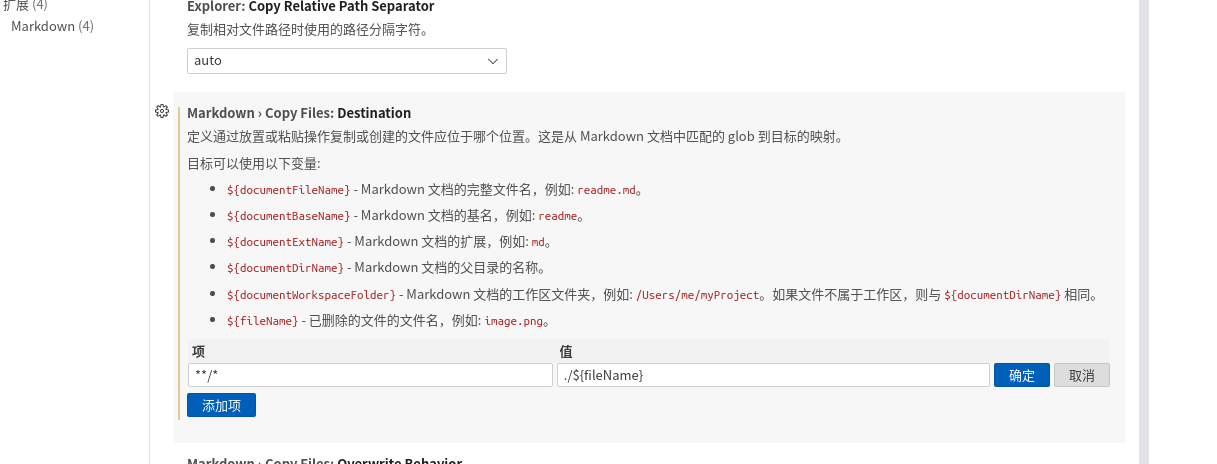 扩展 (4)
Markdown (4)
Explorer: Copy Relative Path Separator
复制相对文件路径时使用的路径分隔字符。
auto
Markdown › Copy Files: Destination
定义通过放置或粘贴操作复制或创建的文件应位于哪个位置。这是从 Markdown 文档中匹配的 glob 到目标的映射。
目标可以使用以下变量:
${documentFileName} - Markdown 文档的完整文件名，例如: readme.md。
${documentBaseName} - Markdown 文档的基名，例如: readme。
${documentExtName} - Markdown 文档的扩展，例如: md。
${documentDirName} - Markdown 文档的父目录的名称。
${documentWorkspaceFolder} - Markdown 文档的工作区文件夹，例如: /Users/me/myProject。如果文件不属于工作区，则与 ${documentDirName} 相同。
${fileName} - 已删除的文件的文件名，例如: image.png。
项 值
**/* ./${fileName} 确定 取消
添加项
Markdown › Copy Files: Overwrite Behavior